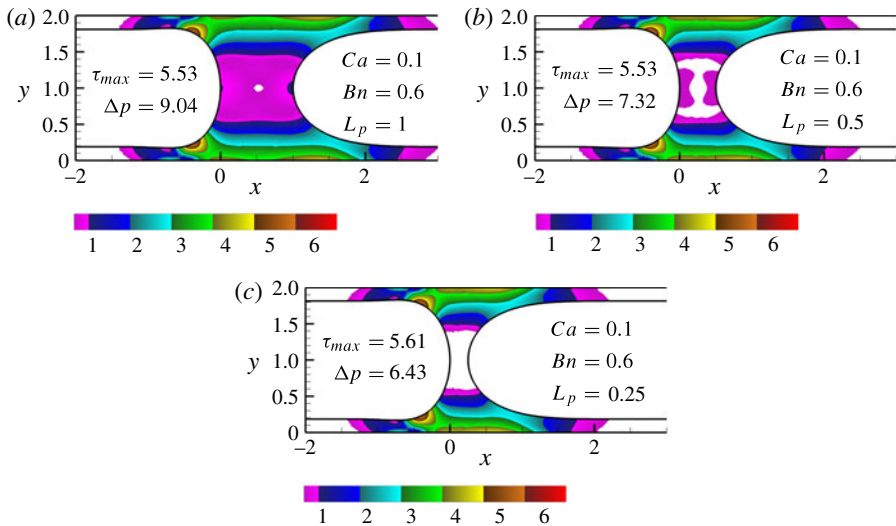 (a)
2.0
1.5
y 1.0
0.5
0
−2
0
2
x
τmax = 5.53
Δp = 9.04
Ca = 0.1
Bn = 0.6
Lp = 1
1 2 3 4 5 6
(b)
2.0
1.5
y 1.0
0.5
0
−2
0
2
x
τmax = 5.53
Δp = 7.32
Ca = 0.1
Bn = 0.6
Lp = 0.5
1 2 3 4 5 6
(c)
2.0
1.5
y 1.0
0.5
0
−2
0
2
x
τmax = 5.61
Δp = 6.43
Ca = 0.1
Bn = 0.6
Lp = 0.25
1 2 3 4 5 6